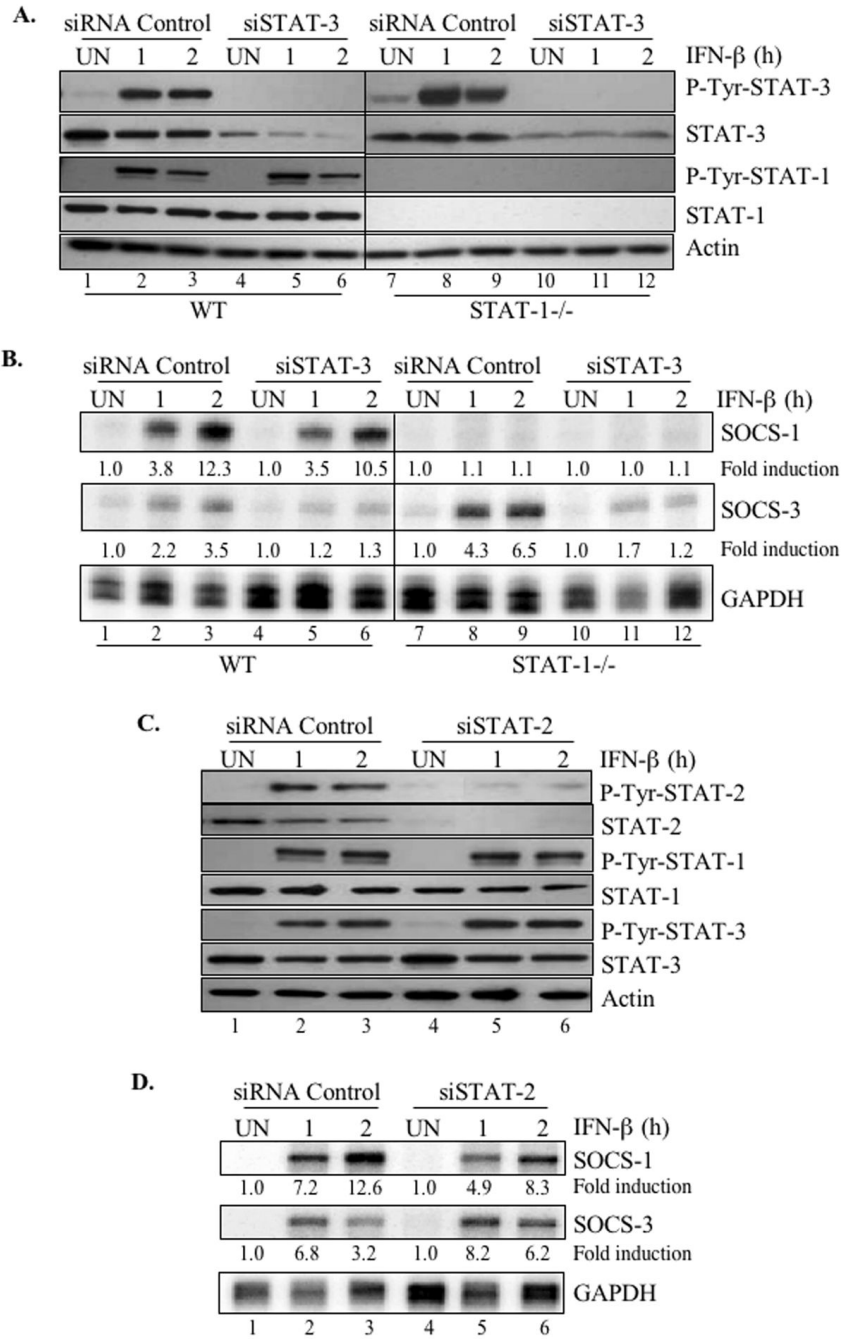 A.
siRNA Control siSTAT-3 siRNA Control siSTAT-3
UN 1 2 UN 1 2 UN 1 2 UN 1 2 IFN-β (h)
P-Tyr-STAT-3
STAT-3
P-Tyr-STAT-1
STAT-1
Actin
1 2 3 4 5 6 7 8 9 10 11 12
WT STAT-1-/-
B.
siRNA Control siSTAT-3 siRNA Control siSTAT-3
UN 1 2 UN 1 2 UN 1 2 UN 1 2 IFN-β (h)
SOCS-1
1.0 3.8 12.3 1.0 3.5 10.5 1.0 1.1 1.1 1.0 1.0 1.1 Fold induction
SOCS-3
1.0 2.2 3.5 1.0 1.2 1.3 1.0 4.3 6.5 1.0 1.7 1.2 Fold induction
GAPDH
1 2 3 4 5 6 7 8 9 10 11 12
WT STAT-1-/-
C.
siRNA Control siSTAT-2
UN 1 2 UN 1 2 IFN-β (h)
P-Tyr-STAT-2
STAT-2
P-Tyr-STAT-1
STAT-1
P-Tyr-STAT-3
STAT-3
Actin
1 2 3 4 5 6
D.
siRNA Control siSTAT-2
UN 1 2 UN 1 2 IFN-β (h)
SOCS-1
1.0 7.2 12.6 1.0 4.9 8.3 Fold induction
SOCS-3
1.0 6.8 3.2 1.0 8.2 6.2 Fold induction
GAPDH
1 2 3 4 5 6